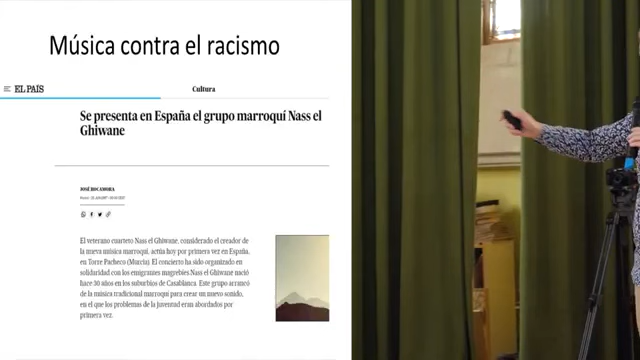 Música contra el racismo
EL PAÍS
Cultura
Se presenta en España el grupo marroquí Nass el
Ghiwane
JOSÉ ROCAMORA
El veterano cuarteto Nass el Ghiwane, considerado el creador de
la nueva música marroquí, actúa hoy por primera vez en España,
en Torre Pacheco (Murcia). El concierto ha sido organizado en
solidaridad con los emigrantes magrebíes Nass el Ghiwane nació
hace 30 años en los suburbios de Casablanca. Este grupo arrancó
de la música tradicional marroquí para crear un nuevo sonido,
en el que los problemas de la juventud eran abordados por
primera vez.